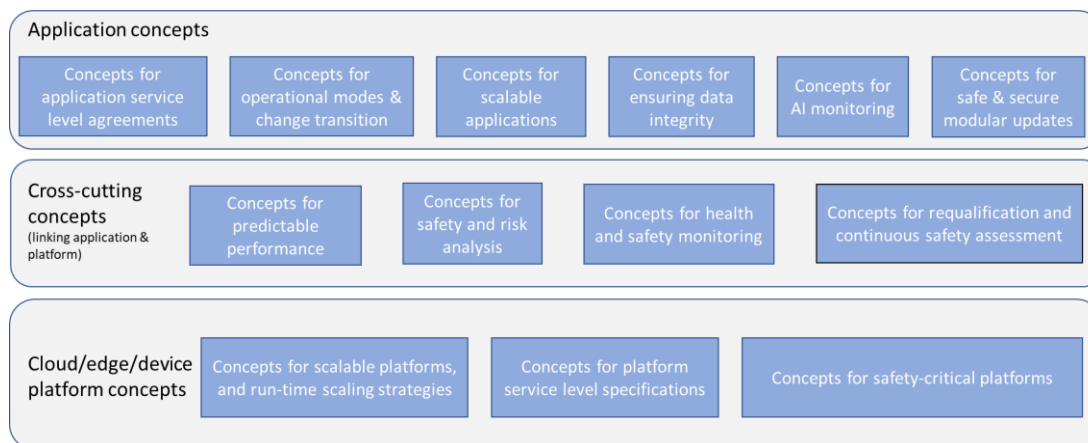 Application concepts
Concepts for
application service
level agreements
Concepts for
operational modes &
change transition
Concepts for
scalable
applications
Concepts for
ensuring data
integrity
Concepts for
AI monitoring
Concepts for
safe & secure
modular updates
Cross-cutting
concepts
(linking application &
platform)
Concepts for
predictable
performance
Concepts for
safety and risk
analysis
Concepts for health
and safety monitoring
Concepts for requalification and
continuous safety assessment
Cloud/edge/device
platform concepts
Concepts for scalable platforms,
and run-time scaling strategies
Concepts for platform
service level specifications
Concepts for safety-critical platforms